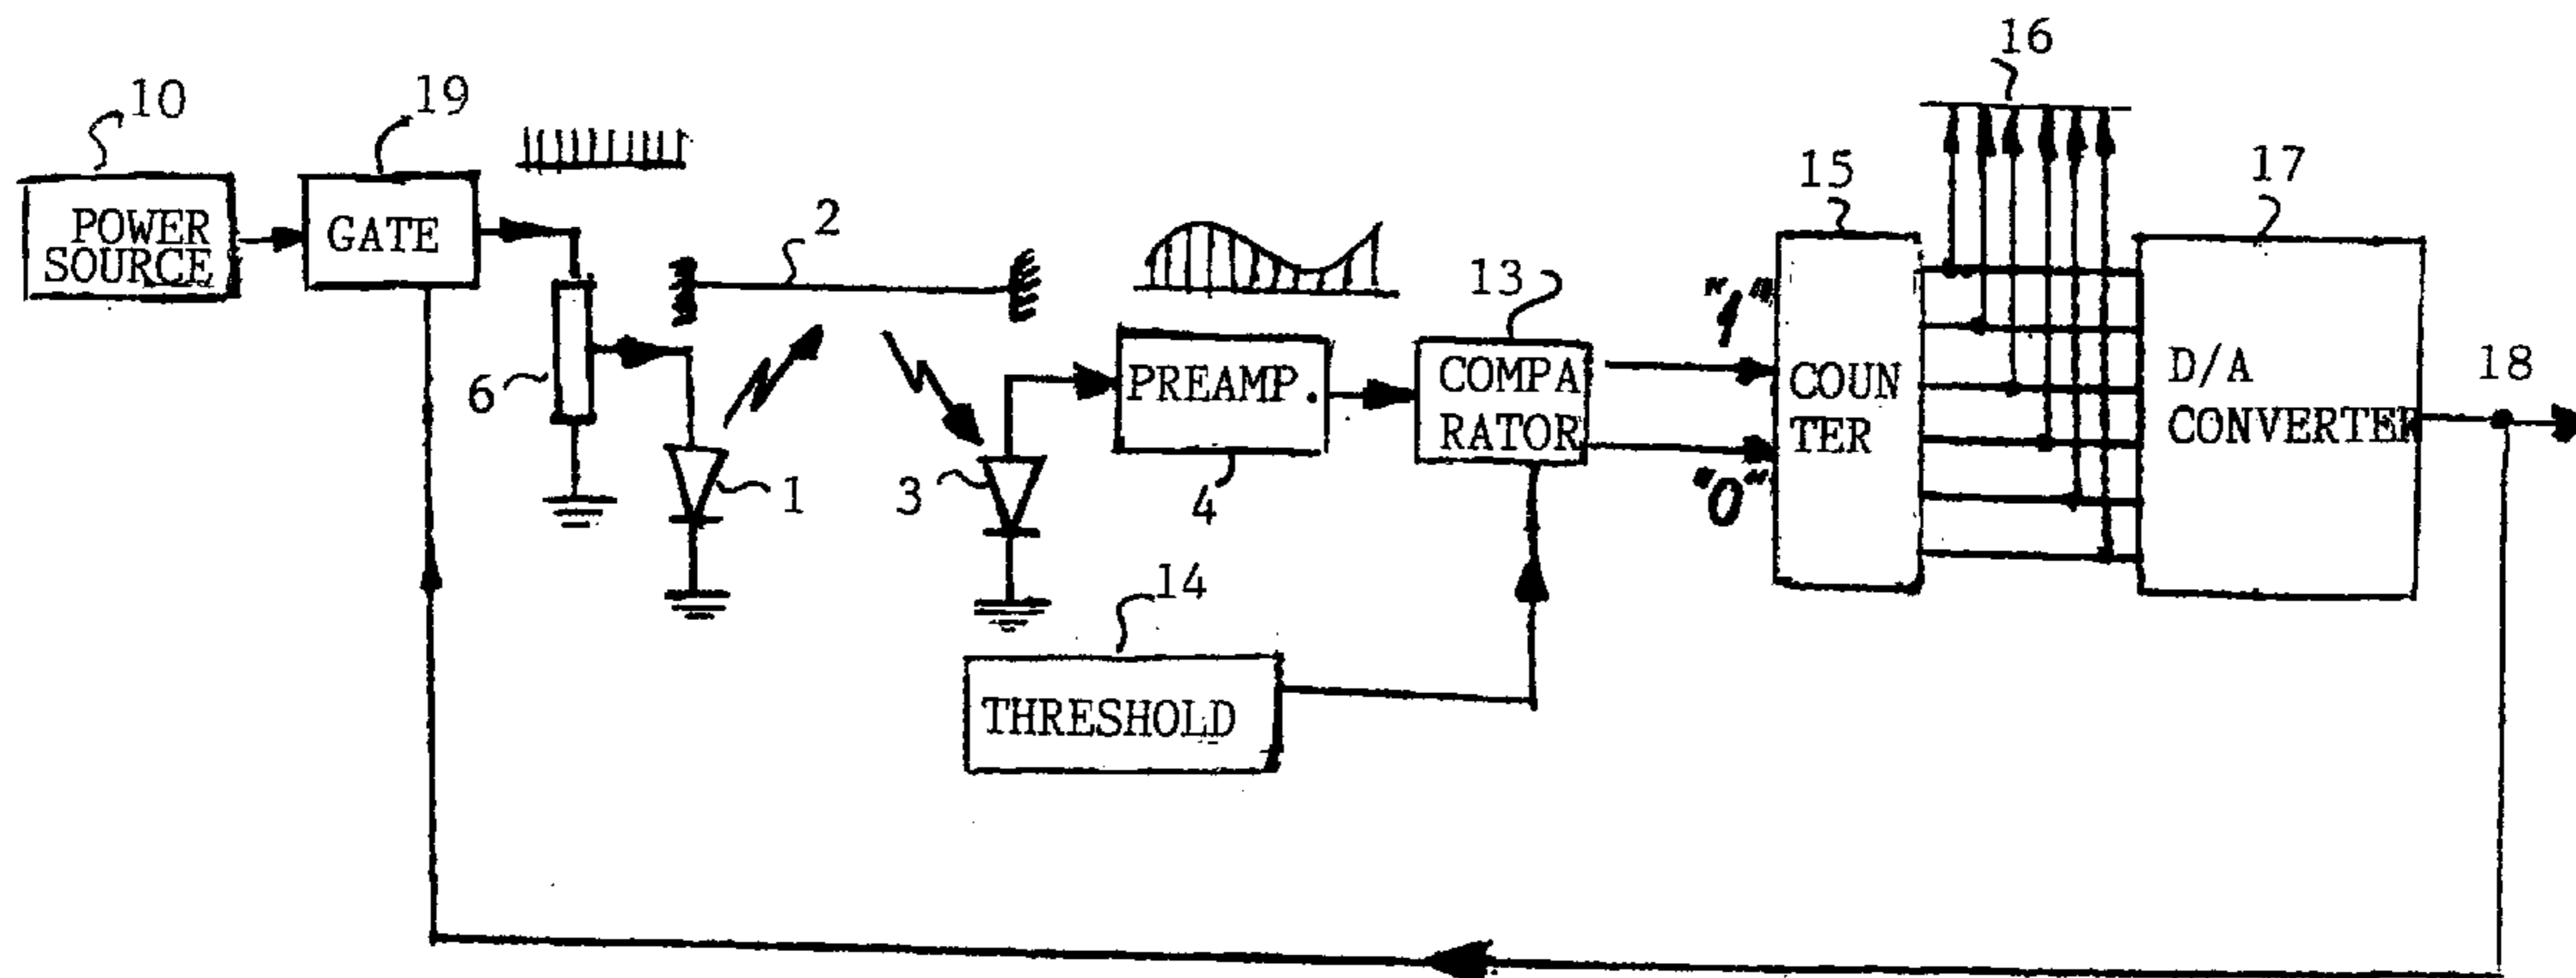 10
19
16
POWER
SOURCE
GATE
2
15
17
13
"1"
6
PREAMP.
COMPA
RATOR
COUN
TER
D/A
CONVERTER
18
1
3
4
"0"
14
THRESHOLD